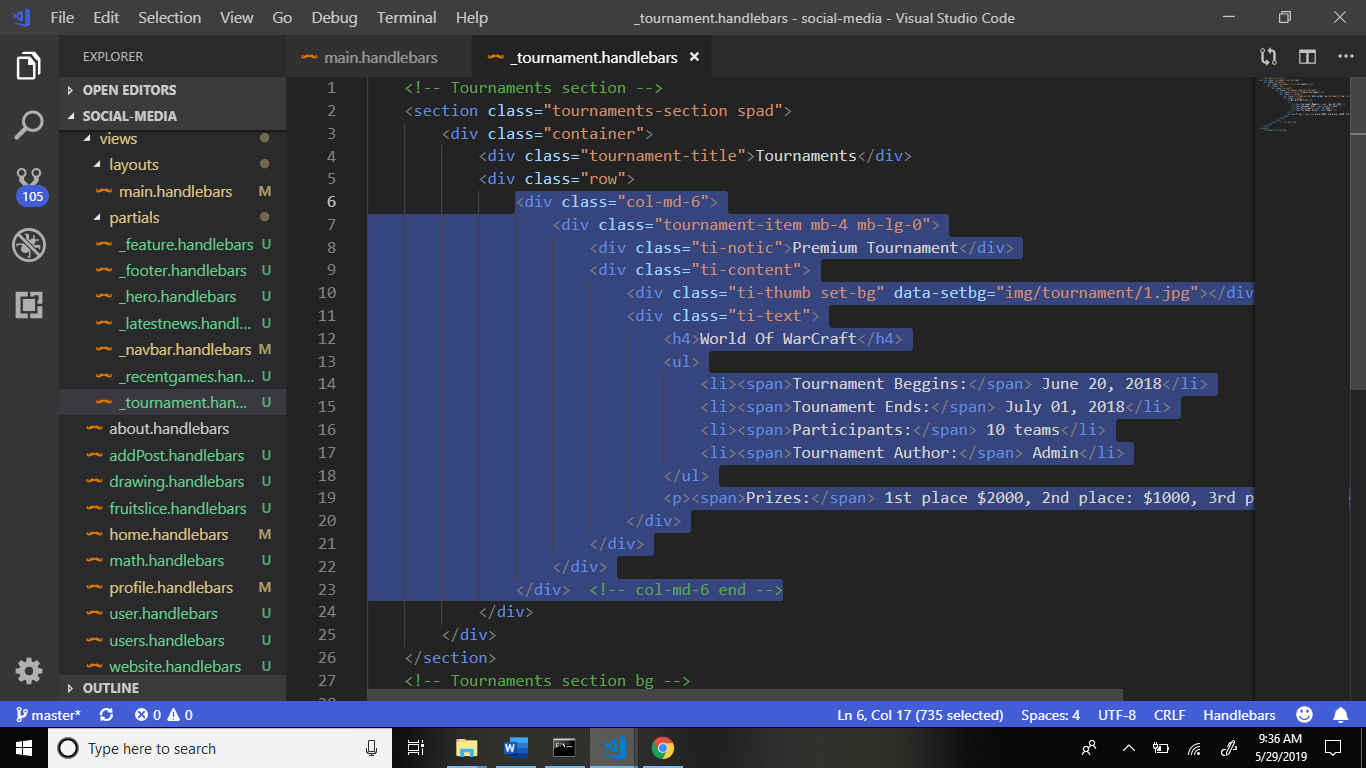 File Edit Selection View Go Debug Terminal Help
_tournament.handlebars - social-media - Visual Studio Code
EXPLORER
OPEN EDITORS
SOCIAL-MEDIA
views
layouts
main.handlebars M
partials
_feature.handlebars U
_footer.handlebars U
_hero.handlebars U
_latestnews.handl... U
_navbar.handlebars M
_recentgames.han... U
_tournament.han... U
about.handlebars
addPost.handlebars U
drawing.handlebars U
fruitslice.handlebars U
home.handlebars M
math.handlebars U
profile.handlebars M
user.handlebars U
users.handlebars U
website.handlebars U
OUTLINE
105
main.handlebars
_tournament.handlebars
1 <!-- Tournaments section -->
2 <section class="tournaments-section spad">
3 <div class="container">
4 <div class="tournament-title">Tournaments</div>
5 <div class="row">
6 <div class="col-md-6">
7 <div class="tournament-item mb-4 mb-lg-0">
8 <div class="ti-notic">Premium Tournament</div>
9 <div class="ti-content">
10 <div class="ti-thumb set-bg" data-setbg="img/tournament/1.jpg"></div
11 <div class="ti-text">
12 <h4>World Of WarCraft</h4>
13 <ul>
14 <li><span>Tournament Beggins:</span> June 20, 2018</li>
15 <li><span>Tounament Ends:</span> July 01, 2018</li>
16 <li><span>Participants:</span> 10 teams</li>
17 <li><span>Tournament Author:</span> Admin</li>
18 </ul>
19 <p><span>Prizes:</span> 1st place $2000, 2nd place: $1000, 3rd p
20 </div>
21 </div>
22 </div>
23 </div> <!-- col-md-6 end -->
24 </div>
25 </div>
26 </section>
27 <!-- Tournaments section bg -->
master* 0 0
Ln 6, Col 17 (735 selected) Spaces: 4 UTF-8 CRLF Handlebars
Type here to search
9:36 AM
5/29/2019